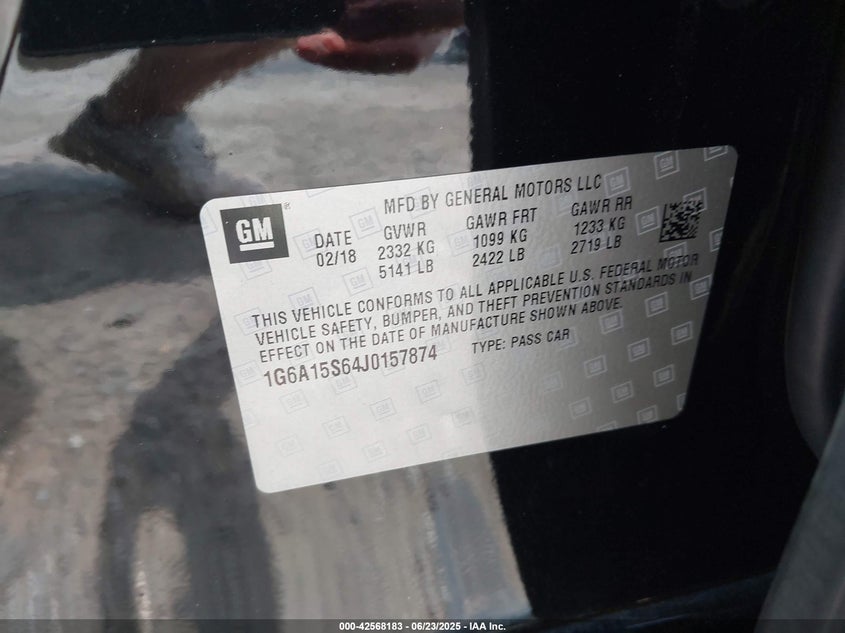 GM ®
MFD BY GENERAL MOTORS LLC
DATE GVWR GAWR FRT GAWR RR
02/18 2332 KG 1099 KG 1233 KG
5141 LB 2422 LB 2719 LB
THIS VEHICLE CONFORMS TO ALL APPLICABLE U.S. FEDERAL MOTOR
VEHICLE SAFETY, BUMPER, AND THEFT PREVENTION STANDARDS IN
EFFECT ON THE DATE OF MANUFACTURE SHOWN ABOVE.
1G6A15S64J0157874 TYPE: PASS CAR
000-42568183 - 06/23/2025 - IAA Inc.